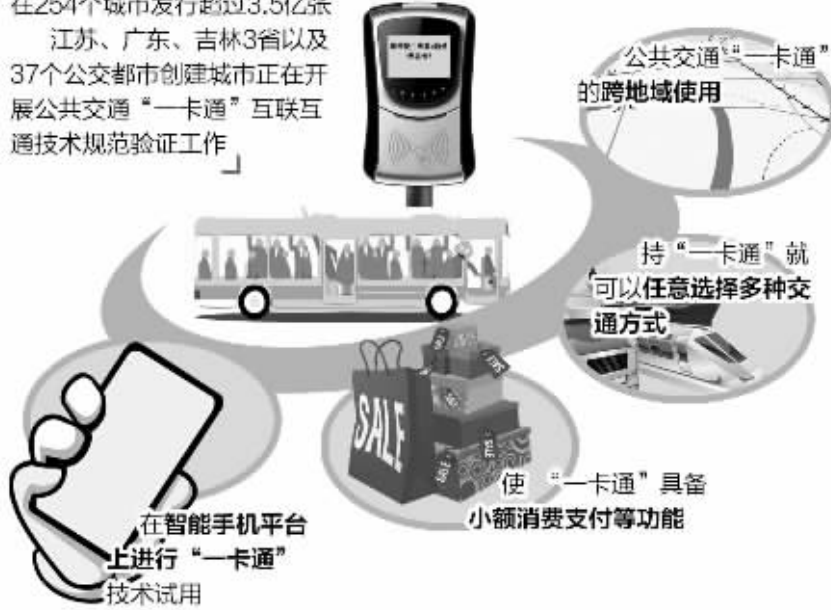 在254个城市发行超过3.5亿张
江苏、广东、吉林3省以及
37个公交都市创建城市正在开
展公共交通“一卡通”互联互
通技术规范验证工作
公共交通“一卡通”
的跨地域使用
持“一卡通”就
可以任意选择多种交
通方式
使“一卡通”具备
小额消费支付等功能
SALE
在智能手机平台
上进行“一卡通”
技术试用